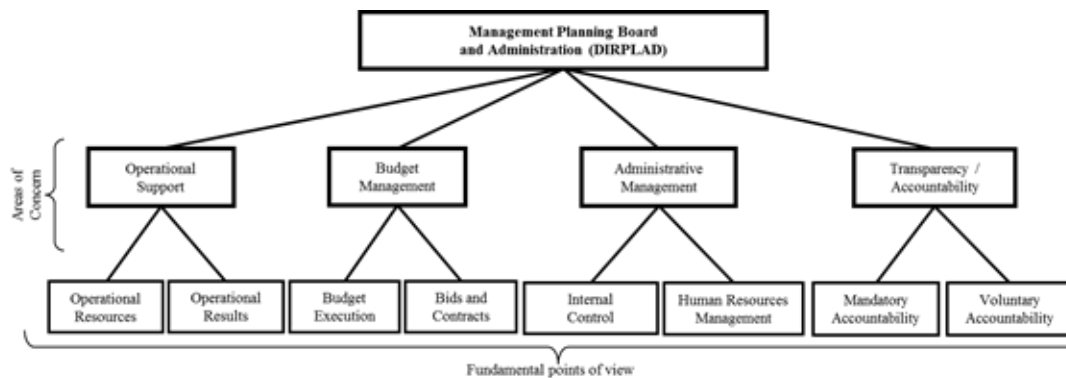 Management Planning Board
and Administration (DIRPLAD)
Areas of
Concern
Operational
Support
Budget
Management
Administrative
Management
Transparency /
Accountability
Operational
Resources
Operational
Results
Budget
Execution
Bids and
Contracts
Internal
Control
Human Resources
Management
Mandatory
Accountability
Voluntary
Accountability
Fundamental points of view